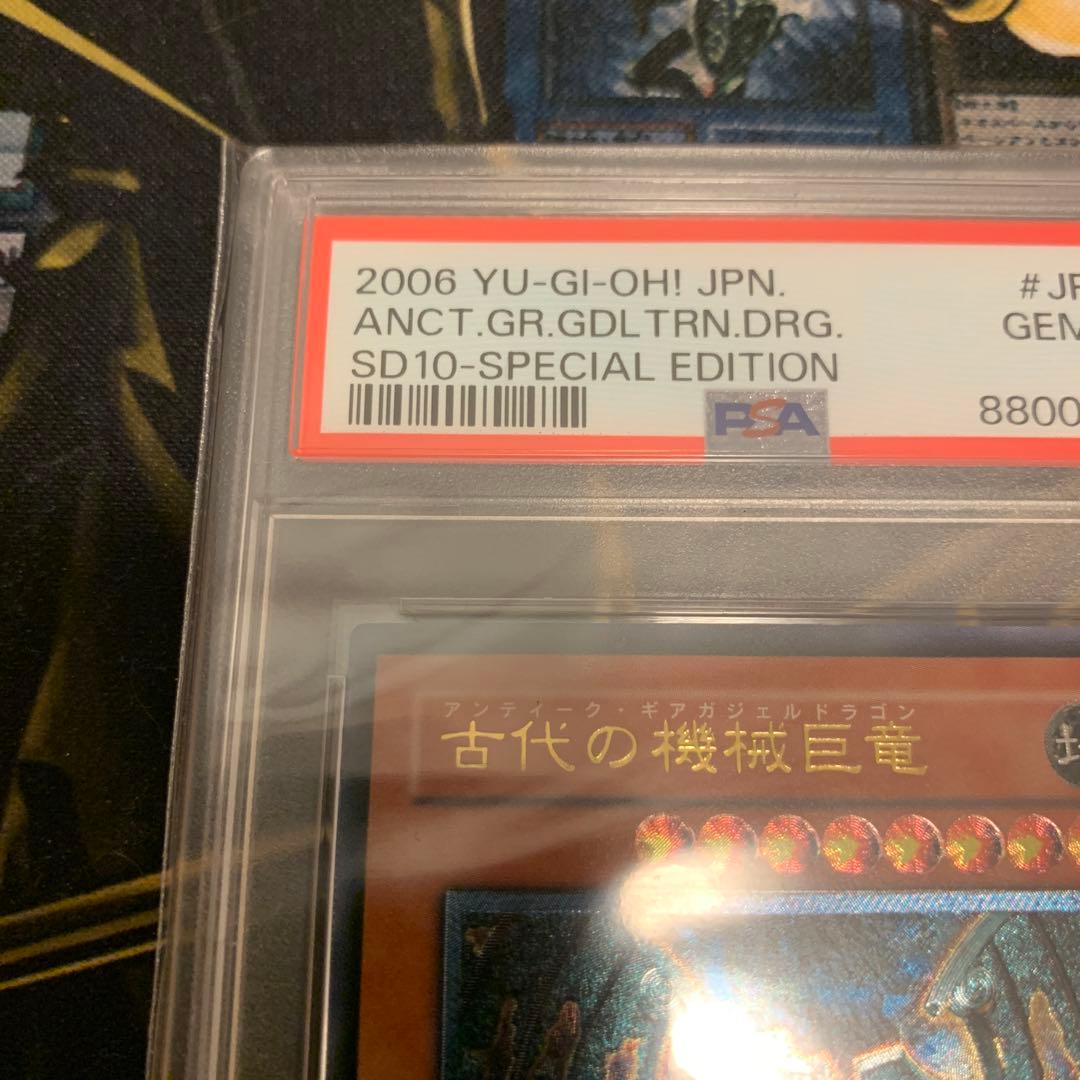 2006 YU-GI-OH! JPN. #JP
ANCT.GR.GDLTRN.DRG. GEM
SD10-SPECIAL EDITION
PSA 8800
アンティーク・ギアガジェルドラゴン
古代の機械巨竜